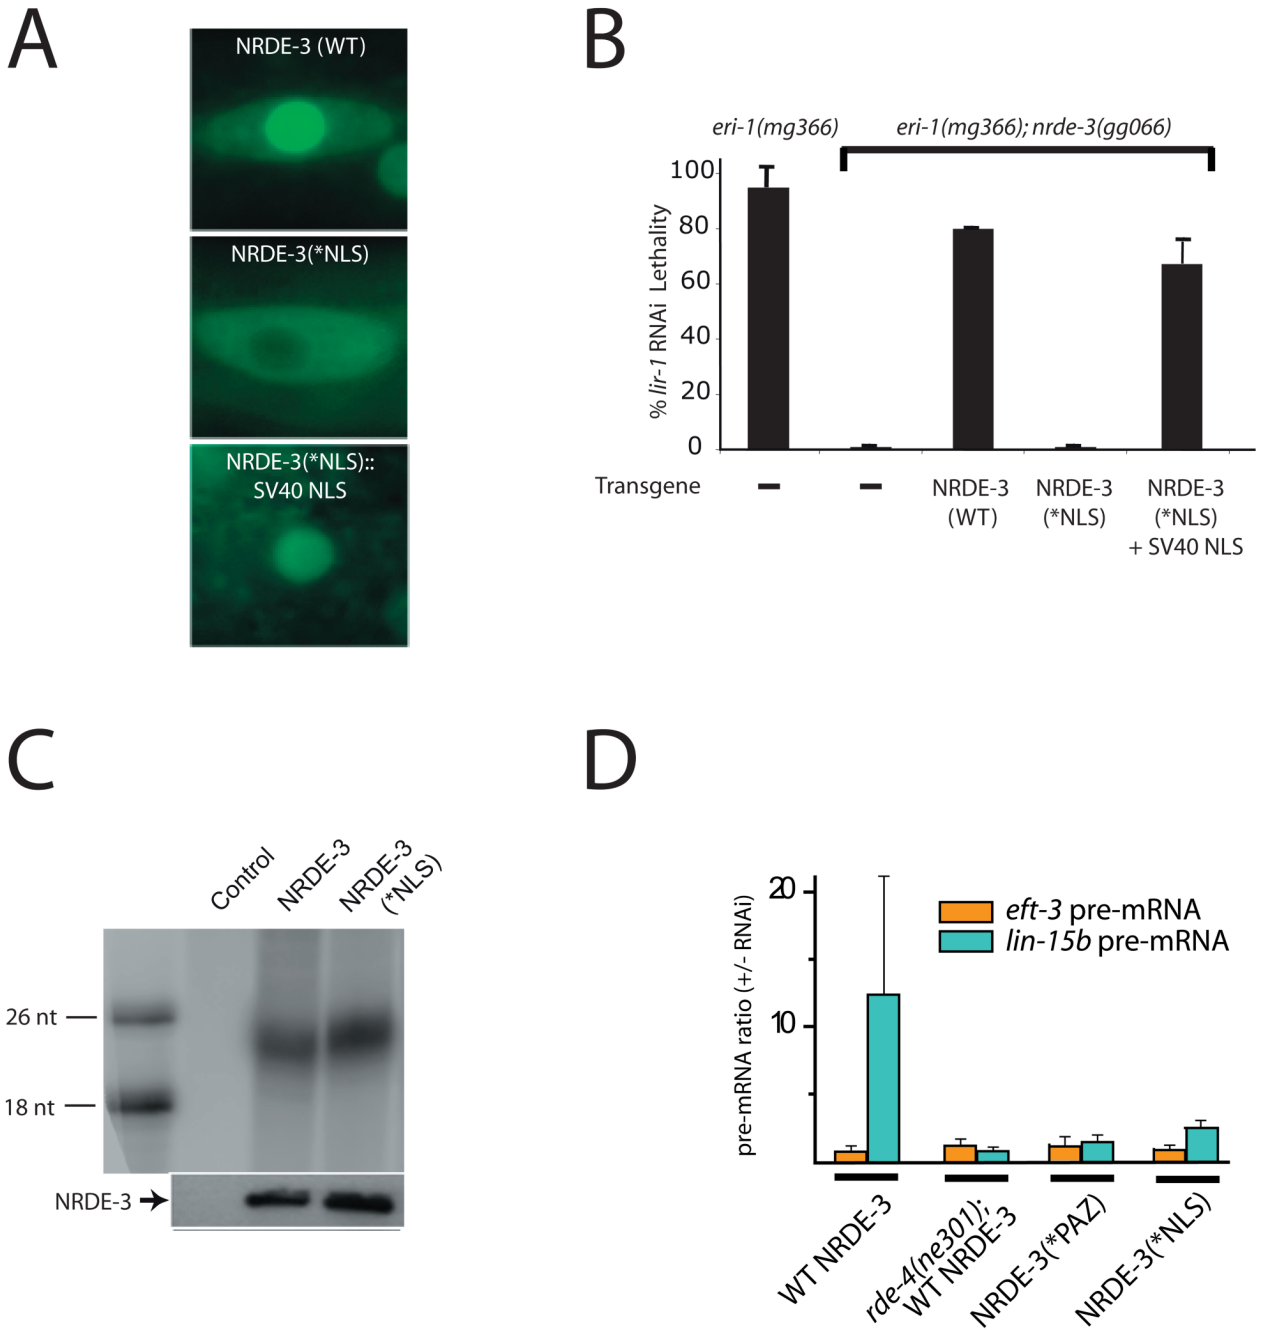 A
NRDE-3 (WT)
NRDE-3(*NLS)
NRDE-3(*NLS)::
SV40 NLS
B
eri-1(mg366)
eri-1(mg366); nrde-3(gg066)
% lir-1 RNAi Lethality
100
80
60
40
20
0
Transgene
–
–
NRDE-3
(WT)
NRDE-3
(*NLS)
NRDE-3
(*NLS)
+ SV40 NLS
C
Control
NRDE-3
NRDE-3
(*NLS)
26 nt
18 nt
NRDE-3
D
pre-mRNA ratio (+/- RNAi)
20
10
eft-3 pre-mRNA
lin-15b pre-mRNA
WT NRDE-3
rde-4(ne301);
WT NRDE-3
NRDE-3(*PAZ)
NRDE-3(*NLS)